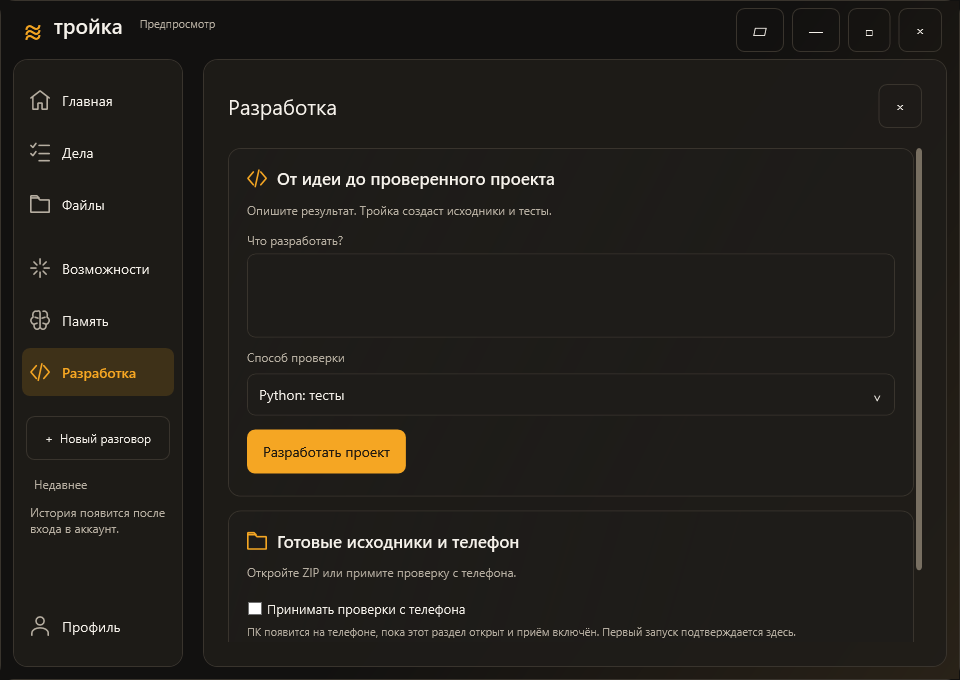 тройка
Предпросмотр
Главная
Дела
Файлы
Возможности
Память
Разработка
+ Новый разговор
Недавнее
История появится после
входа в аккаунт.
Профиль
Разработка
От идеи до проверенного проекта
Опишите результат. Тройка создаст исходники и тесты.
Что разработать?
Способ проверки
Python: тесты
Разработать проект
Готовые исходники и телефон
Откройте ZIP или примите проверку с телефона.
Принимать проверки с телефона
ПК появится на телефоне, пока этот раздел открыт и приём включён. Первый запуск подтверждается здесь.